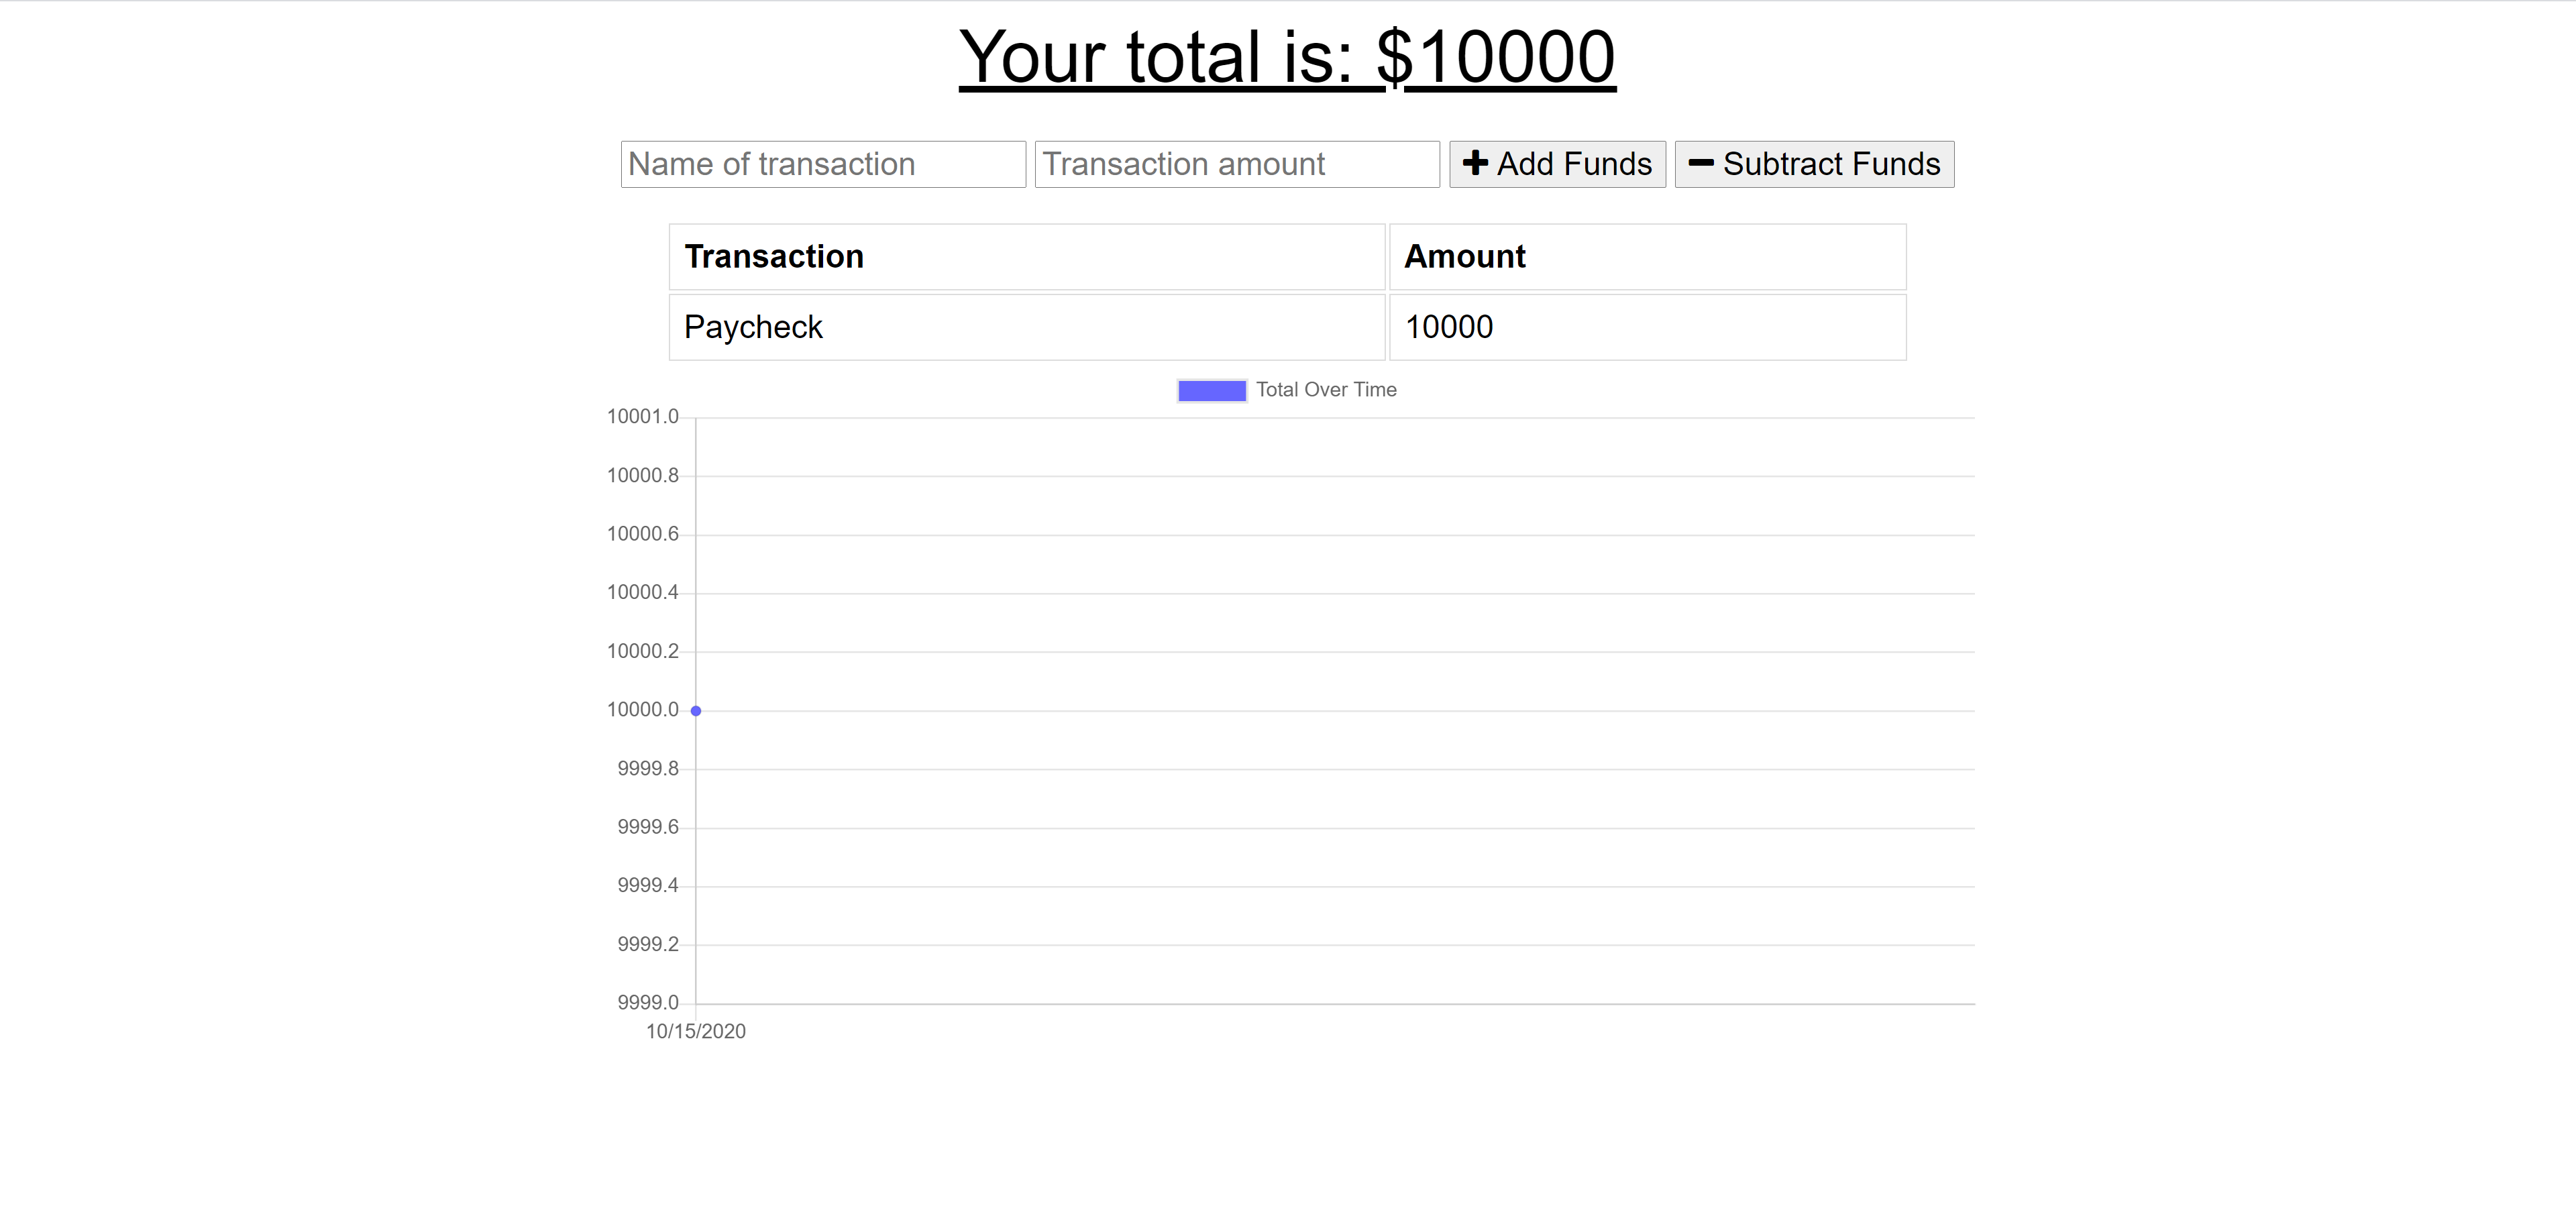 Your total is: $10000
Name of transaction Transaction amount Add Funds Subtract Funds
Transaction Amount
Paycheck 10000
Total Over Time
10001.0
10000.8
10000.6
10000.4
10000.2
10000.0
9999.8
9999.6
9999.4
9999.2
9999.0
10/15/2020